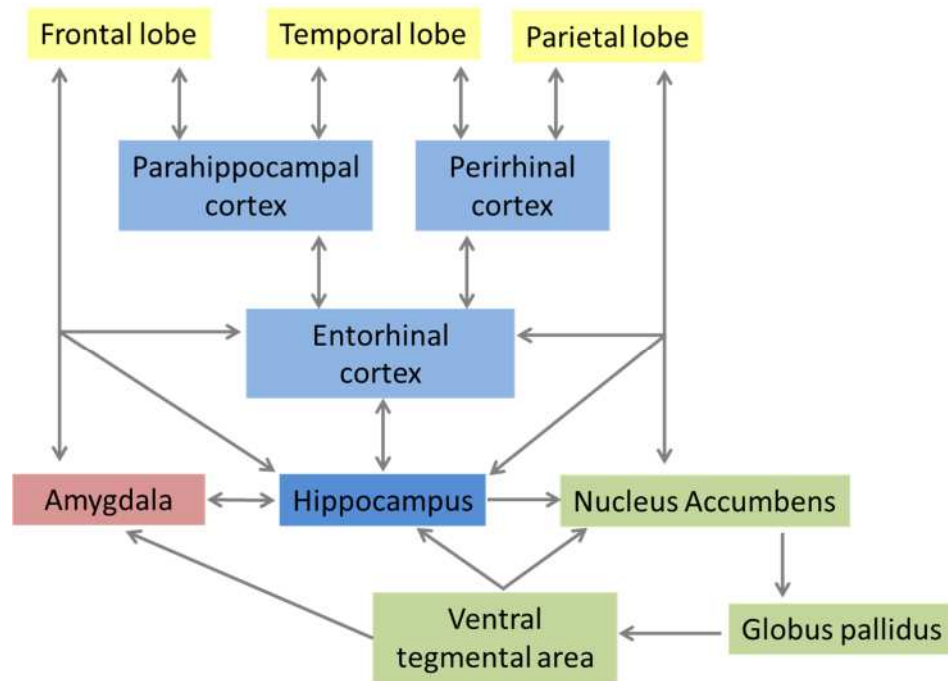 Frontal lobe
Temporal lobe
Parietal lobe
Parahippocampal
cortex
Perirhinal
cortex
Entorhinal
cortex
Amygdala
Hippocampus
Nucleus Accumbens
Ventral
tegmental area
Globus pallidus